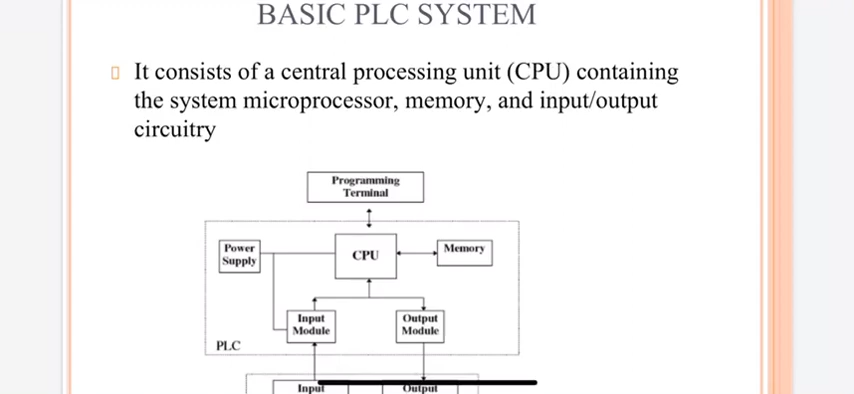 BASIC PLC SYSTEM
It consists of a central processing unit (CPU) containing
the system microprocessor, memory, and input/output
circuitry
Programming
Terminal
Power
Supply
CPU
Memory
Input
Module
Output
Module
PLC
Input
Output